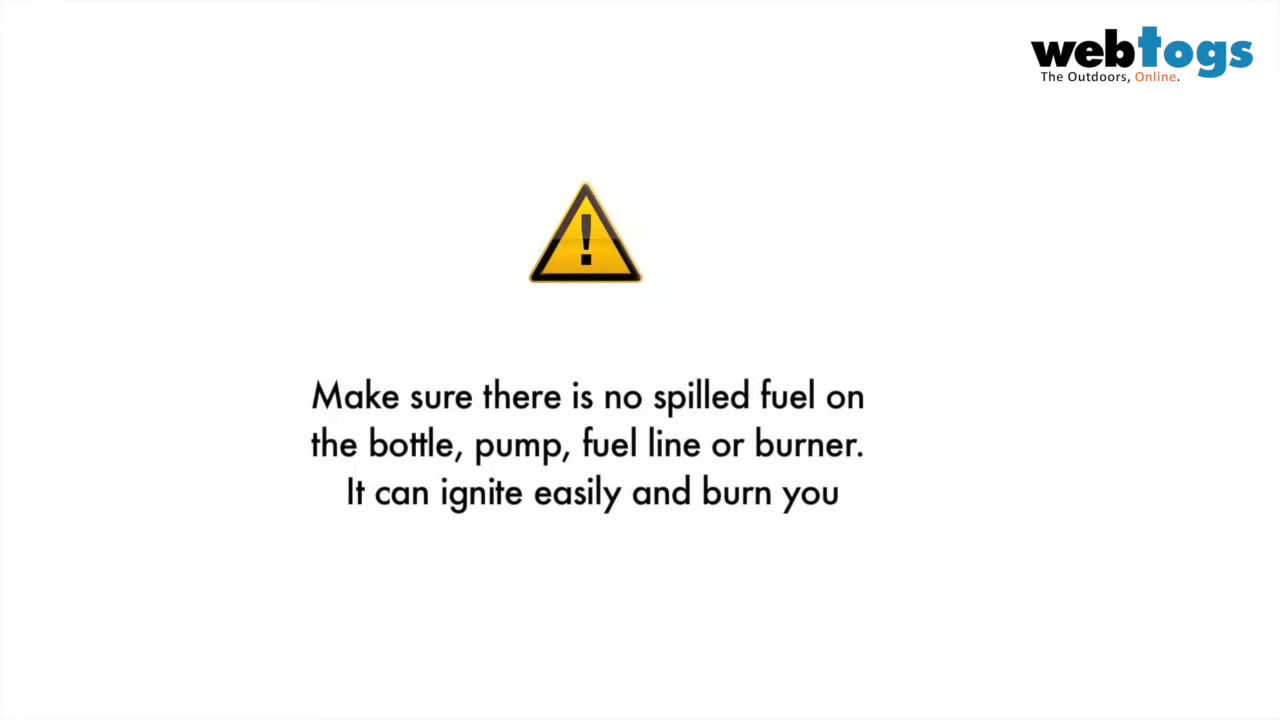 webtogs
The Outdoors, Online.
!
Make sure there is no spilled fuel on
the bottle, pump, fuel line or burner.
It can ignite easily and burn you